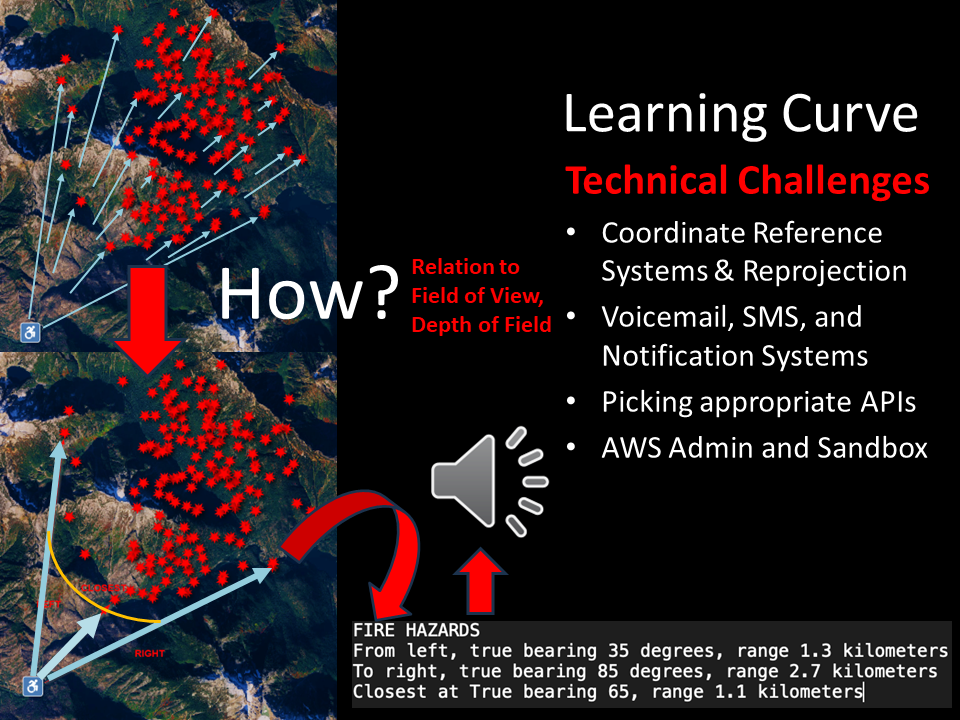 Learning Curve
Technical Challenges
• Coordinate Reference
Systems & Reprojection
• Voicemail, SMS, and
Notification Systems
• Picking appropriate APIs
• AWS Admin and Sandbox
How?
Relation to
Field of View,
Depth of Field
CLOSEST
RIGHT
FIRE HAZARDS
From left, true bearing 35 degrees, range 1.3 kilometers
To right, true bearing 85 degrees, range 2.7 kilometers
Closest at True bearing 65, range 1.1 kilometers